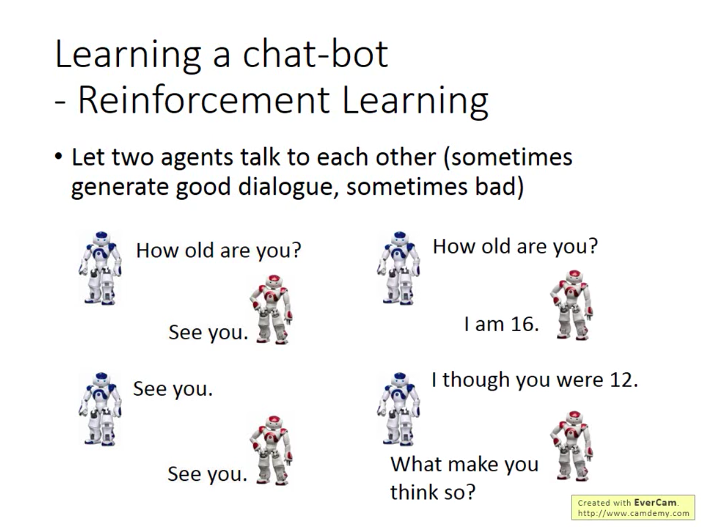 Learning a chat-bot
- Reinforcement Learning
• Let two agents talk to each other (sometimes
generate good dialogue, sometimes bad)
How old are you?
See you.
See you.
See you.
How old are you?
I am 16.
I though you were 12.
What make you
think so?
Created with EverCam.
http://www.camdemy.com